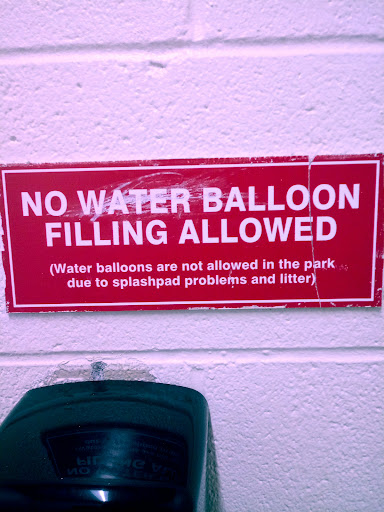 NO WATER BALLOON
FILLING ALLOWED
(Water balloons are not allowed in the park
due to splashpad problems and litter)